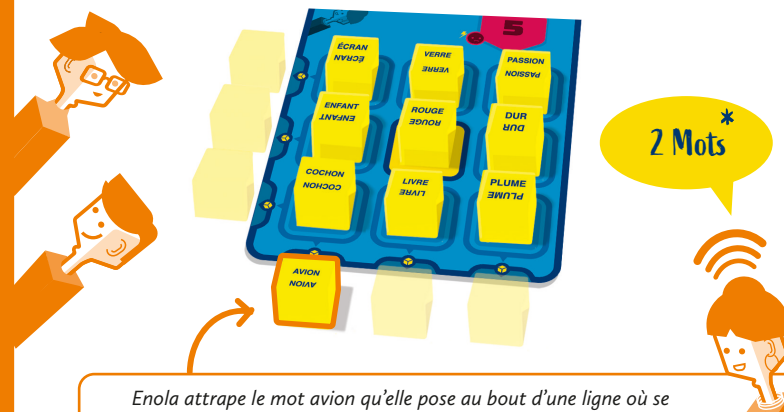 5
ÉCRAN
ÉCRAN
VERRE
VERRE
PASSION
PASSION
ENFANT
ENFANT
ROUGE
ROUGE
DUR
DUR
COCHON
COCHON
LIVRE
LIVRE
PLUME
PLUME
AVION
AVION
2 Mots*
Enola attrape le mot avion qu’elle pose au bout d’une ligne où se